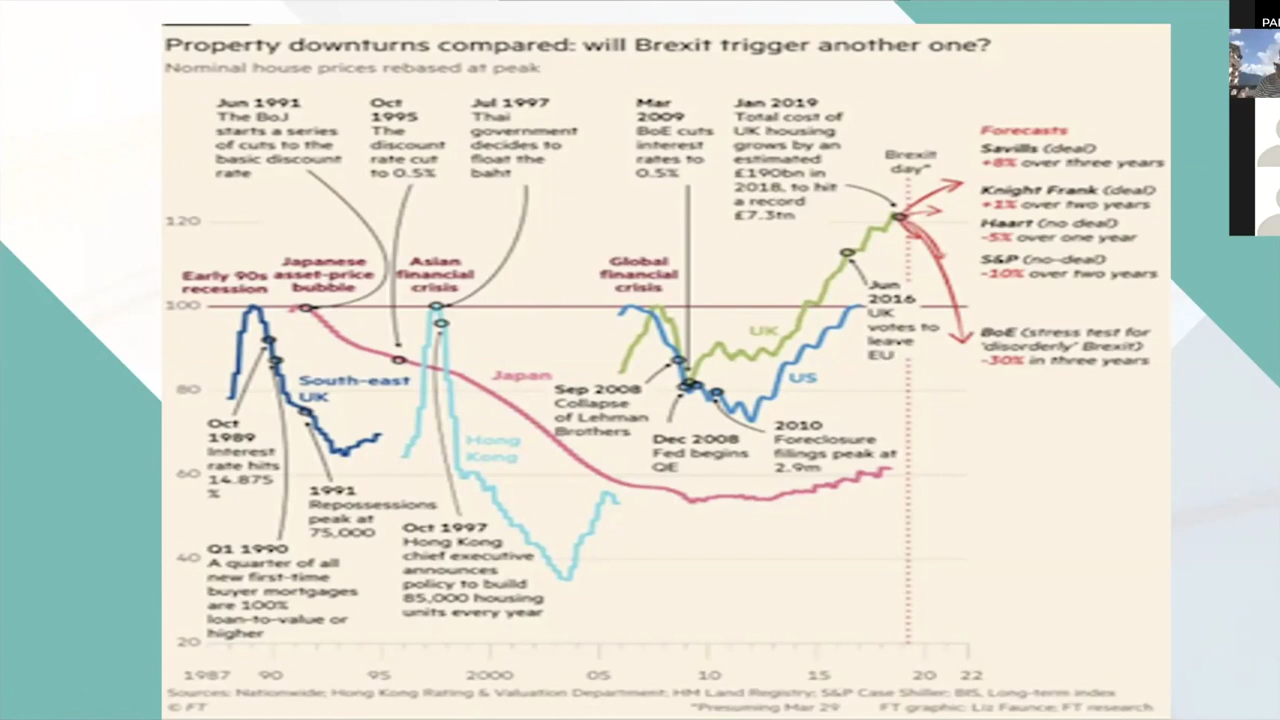 PAI
Property downturns compared: will Brexit trigger another one?
Nominal house prices rebased at peak
Jun 1991
The BoJ
starts a series
of cuts to the
basic discount
rate
Oct
1995
The
discount
rate cut
to 0.5%
Jul 1997
Thai
government
decides to
float the
baht
Mar
2009
BoE cuts
interest
rates to
0.5%
Jan 2019
Total cost of
UK housing
grows by an
estimated
£190bn in
2018, to hit
a record
£7.3tn
Brexit
day*
Forecasts
Savills (deal)
+8% over three years
Knight Frank (deal)
+1% over two years
Haart (no deal)
-5% over one year
S&P (no-deal)
-10% over two years
BoE (stress test for
'disorderly' Brexit)
-30% in three years
120
100
80
60
40
20
Early 90s
recession
Japanese
asset-price
bubble
Asian
financial
crisis
Global
financial
crisis
Jun
2016
UK
votes to
leave
EU
UK
US
Japan
South-east
UK
Hong
Kong
Sep 2008
Collapse
of Lehman
Brothers
Dec 2008
Fed begins
QE
2010
Foreclosure
filings peak at
2.9m
Oct
1989
Interest
rate hits
14.875
%
1991
Repossessions
peak at
75,000
Oct 1997
Hong Kong
chief executive
announces
policy to build
85,000 housing
units every year
Q1 1990
A quarter of all
new first-time
buyer mortgages
are 100%
loan-to-value or
higher
1987 90 95 2000 05 10 15 20 22
Sources: Nationwide; Hong Kong Rating & Valuation Department; HM Land Registry; S&P Case Shiller; BIS, Long-term index
© FT *Presuming Mar 29 FT graphic: Liz Faunce; FT research